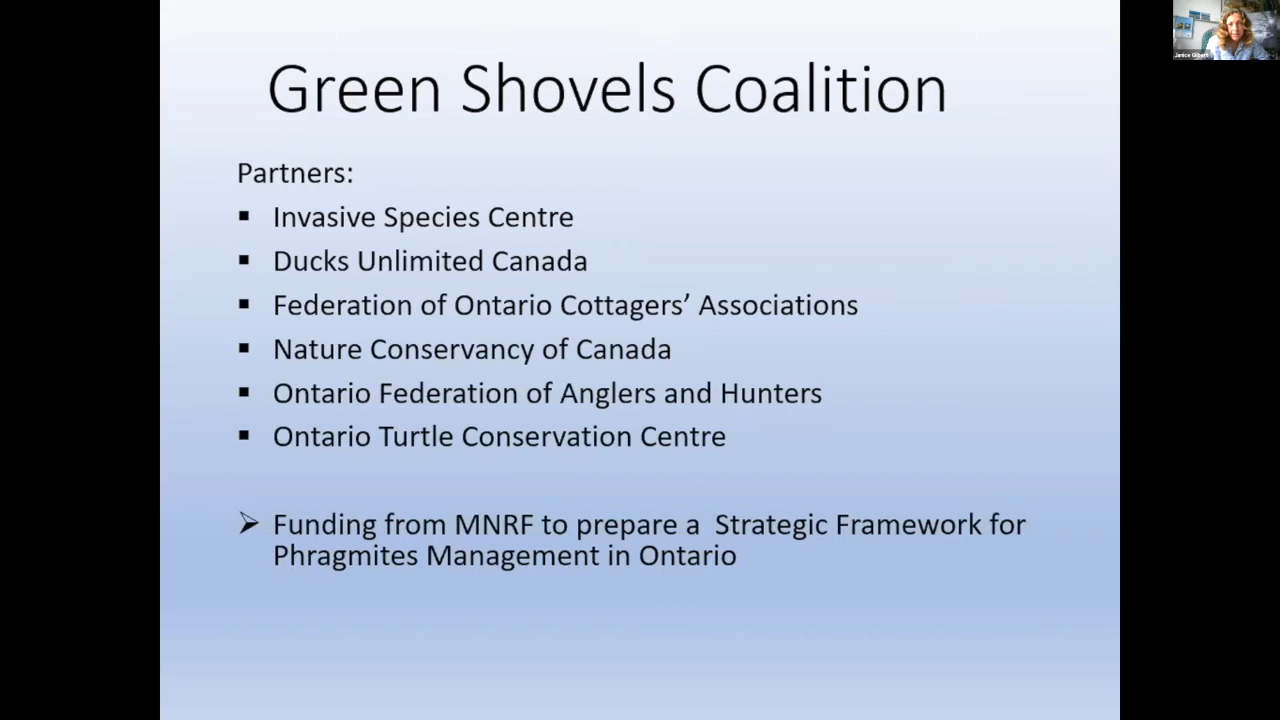 Green Shovels Coalition
Janice Gilbert
Partners:
▪ Invasive Species Centre
▪ Ducks Unlimited Canada
▪ Federation of Ontario Cottagers’ Associations
▪ Nature Conservancy of Canada
▪ Ontario Federation of Anglers and Hunters
▪ Ontario Turtle Conservation Centre
➢ Funding from MNRF to prepare a  Strategic Framework for
Phragmites Management in Ontario